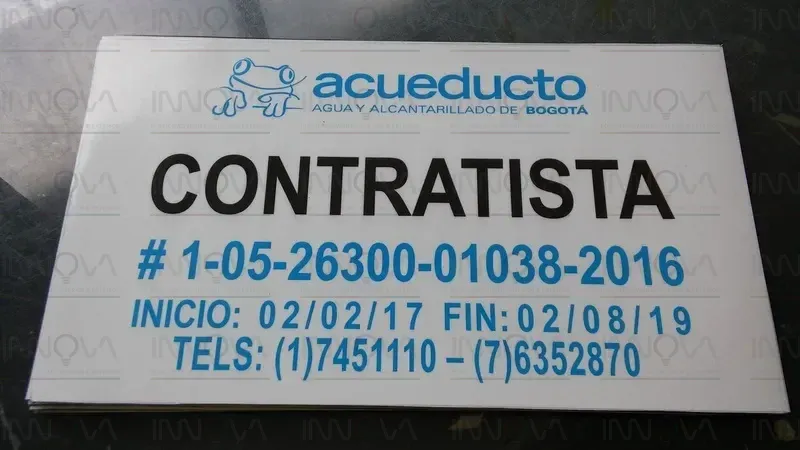 acueducto
AGUA Y ALCANTARILLADO DE BOGOTÁ
CONTRATISTA
# 1-05-26300-01038-2016
INICIO: 02/02/17 FIN: 02/08/19
TELS: (1)7451110 – (7)6352870
INNOVA